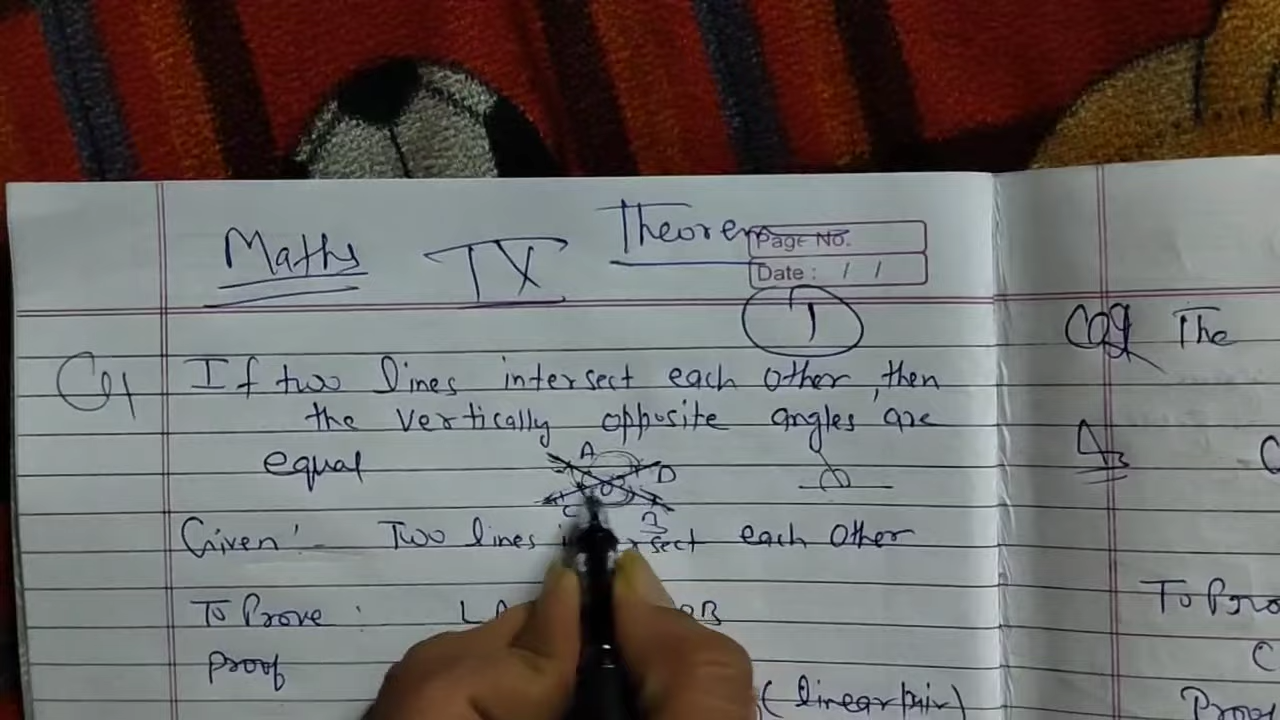 Maths IX Theorem
Page No.
Date : / /
1
Q1 If two lines intersect each other, then
the vertically opposite angles are
equal
A
D
O
C
B
Given :- Two lines each other
To Prove :
Proof
(linear pair)
The
To Pro
C
Proof